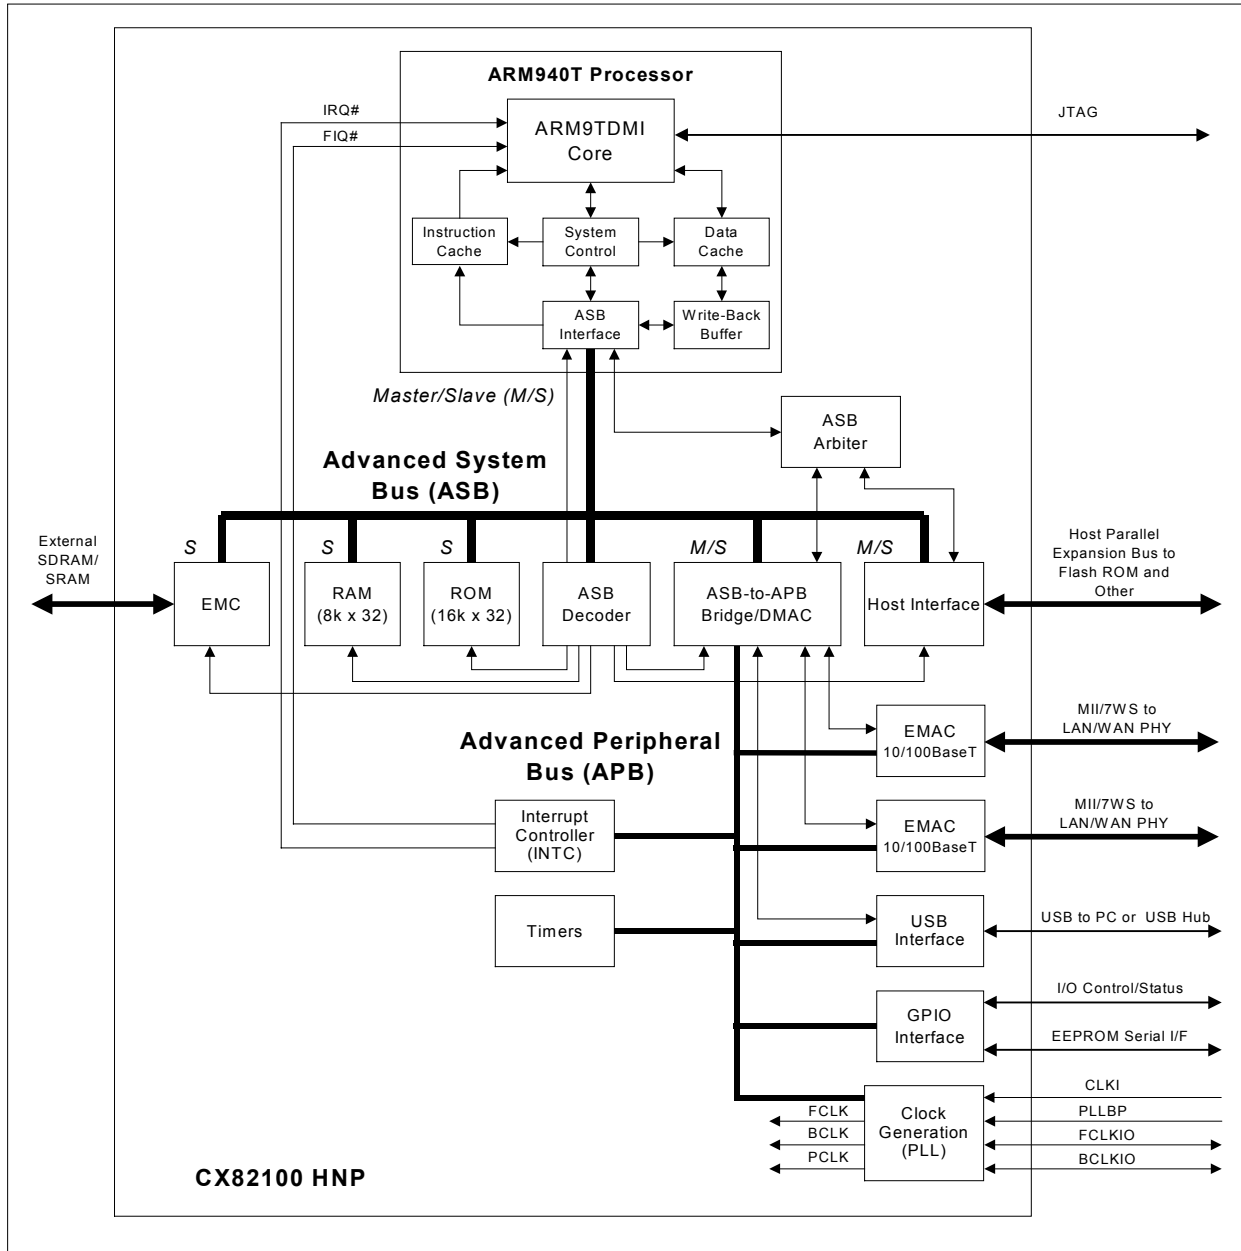 ARM940T Processor
IRQ#
FIQ#
ARM9TDMI
Core
JTAG
Instruction
Cache
System
Control
Data
Cache
ASB
Interface
Write-Back
Buffer
Master/Slave (M/S)
ASB
Arbiter
Advanced System
Bus (ASB)
External
SDRAM/
SRAM
S
S
S
M/S
M/S
Host Parallel
Expansion Bus to
Flash ROM and
Other
EMC
RAM
(8k x 32)
ROM
(16k x 32)
ASB
Decoder
ASB-to-APB
Bridge/DMAC
Host Interface
Advanced Peripheral
Bus (APB)
EMAC
10/100BaseT
MII/7WS to
LAN/WAN PHY
Interrupt
Controller
(INTC)
EMAC
10/100BaseT
MII/7WS to
LAN/WAN PHY
Timers
USB
Interface
USB to PC or USB Hub
GPIO
Interface
I/O Control/Status
EEPROM Serial I/F
FCLK
BCLK
PCLK
Clock
Generation
(PLL)
CLKI
PLLBP
FCLKIO
BCLKIO
CX82100 HNP